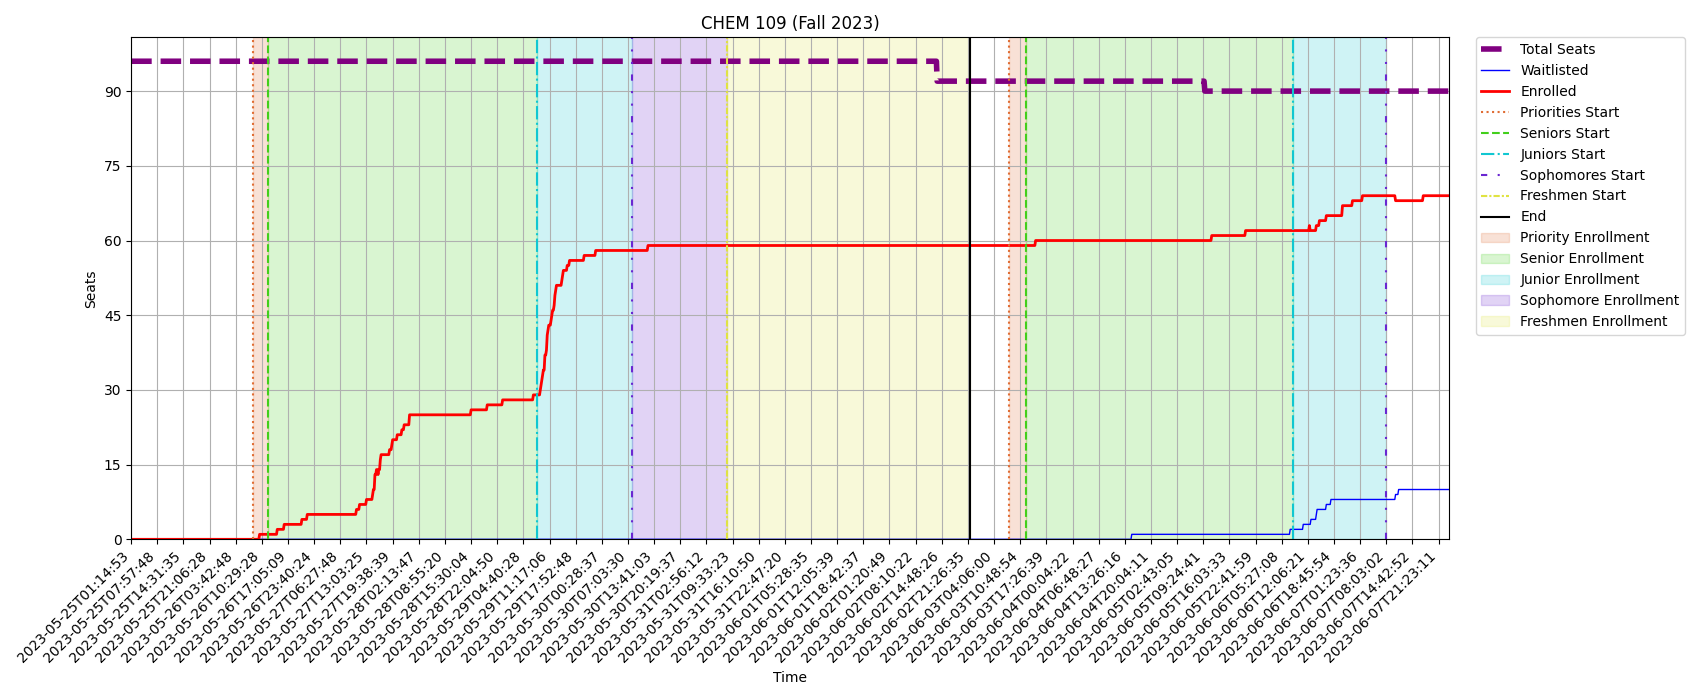 CHEM 109 (Fall 2023)
Seats
90
75
60
45
30
15
0
2023-05-25T01:14:53
2023-05-25T07:57:48
2023-05-25T14:31:35
2023-05-25T21:06:28
2023-05-26T03:42:48
2023-05-26T10:29:28
2023-05-26T17:05:09
2023-05-26T23:40:24
2023-05-27T06:27:48
2023-05-27T13:03:25
2023-05-27T19:38:39
2023-05-28T02:13:47
2023-05-28T08:55:20
2023-05-28T15:30:04
2023-05-28T22:04:50
2023-05-29T04:40:28
2023-05-29T11:17:06
2023-05-29T17:52:48
2023-05-30T00:28:37
2023-05-30T07:03:30
2023-05-30T13:41:03
2023-05-30T20:19:37
2023-05-31T02:56:12
2023-05-31T09:33:23
2023-05-31T16:10:50
2023-05-31T22:47:20
2023-06-01T05:28:35
2023-06-01T12:05:39
2023-06-01T18:42:37
2023-06-02T01:20:49
2023-06-02T08:10:22
2023-06-02T14:48:26
2023-06-02T21:26:35
2023-06-03T04:06:00
2023-06-03T10:48:54
2023-06-03T17:26:39
2023-06-04T00:04:22
2023-06-04T06:48:27
2023-06-04T13:26:16
2023-06-04T20:04:11
2023-06-05T02:43:05
2023-06-05T09:24:41
2023-06-05T16:03:33
2023-06-05T22:41:59
2023-06-06T05:27:08
2023-06-06T12:06:21
2023-06-06T18:45:54
2023-06-07T01:23:36
2023-06-07T08:03:02
2023-06-07T14:42:52
2023-06-07T21:23:11
Time
Total Seats
Waitlisted
Enrolled
Priorities Start
Seniors Start
Juniors Start
Sophomores Start
Freshmen Start
End
Priority Enrollment
Senior Enrollment
Junior Enrollment
Sophomore Enrollment
Freshmen Enrollment